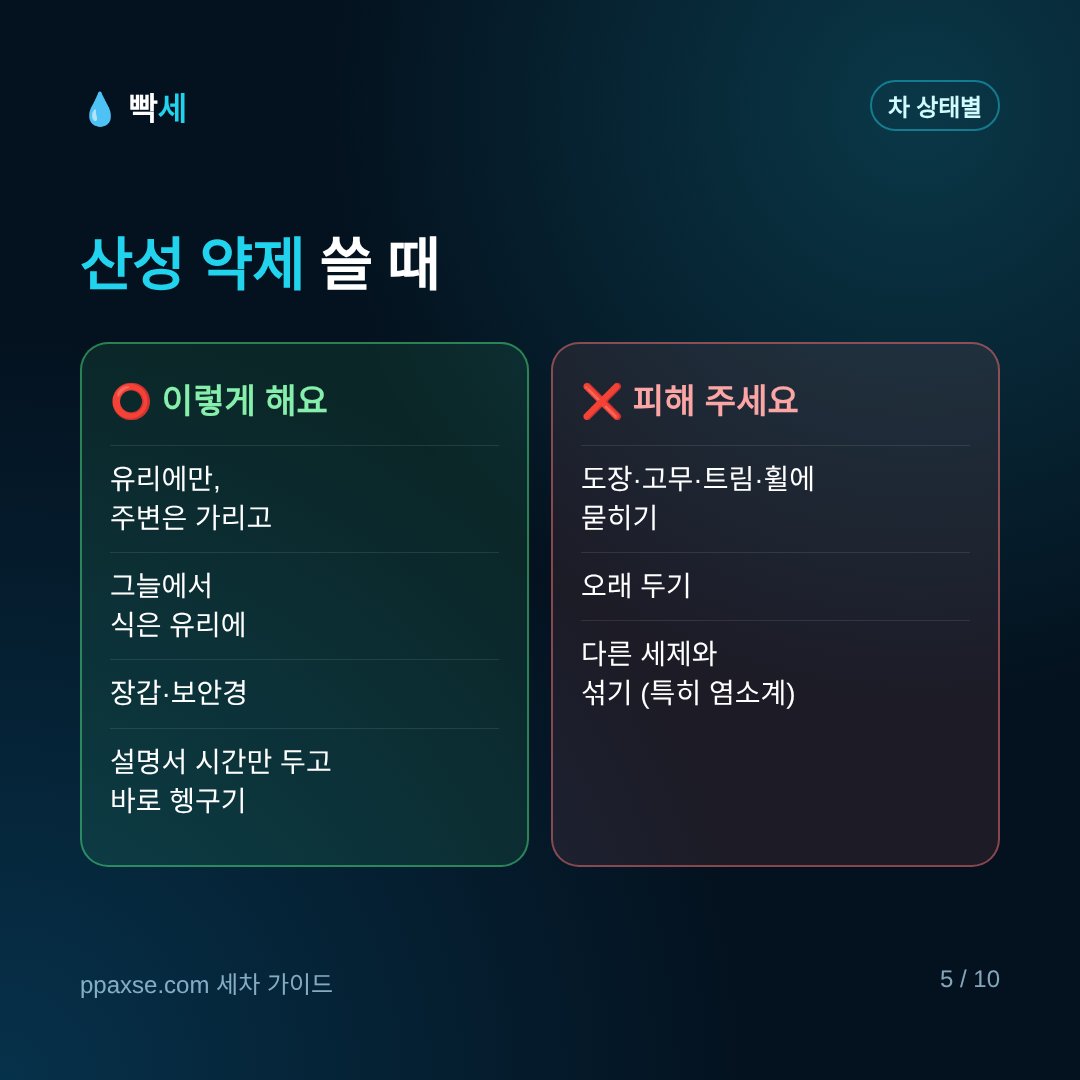 빡세
차 상태별
산성 약제 쓸 때
이렇게 해요
유리에만,
주변은 가리고
그늘에서
식은 유리에
장갑·보안경
설명서 시간만 두고
바로 헹구기
피해 주세요
도장·고무·트림·휠에
묻히기
오래 두기
다른 세제와
섞기 (특히 염소계)
ppaxse.com 세차 가이드
5 / 10